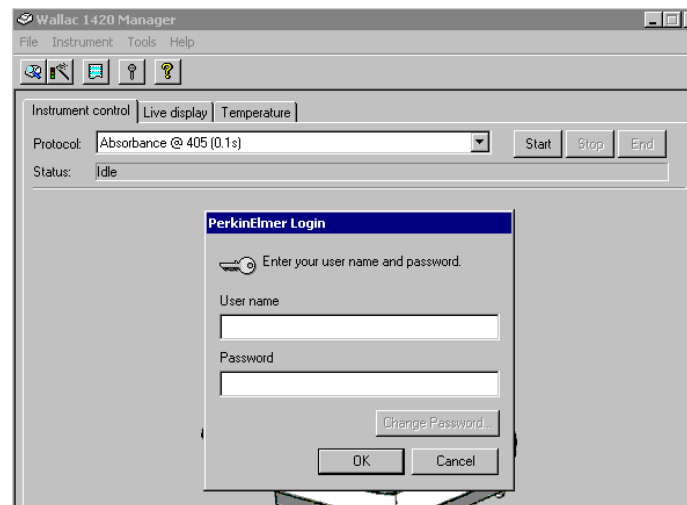 Wallac 1420 Manager
File Instrument Tools Help
Instrument control Live display Temperature
Protocol: Absorbance @ 405 (0.1s) Start Stop End
Status: Idle
PerkinElmer Login
Enter your user name and password.
User name
Password
Change Password...
OK Cancel